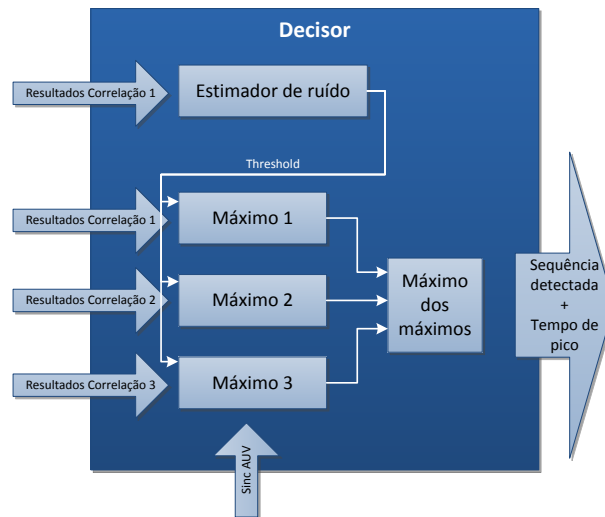 Decisor
Resultados Correlação 1
Estimador de ruído
Threshold
Resultados Correlação 1
Máximo 1
Resultados Correlação 2
Máximo 2
Resultados Correlação 3
Máximo 3
Máximo
dos
máximos
Sequência
detectada
+
Tempo de
pico
Sinc AUV